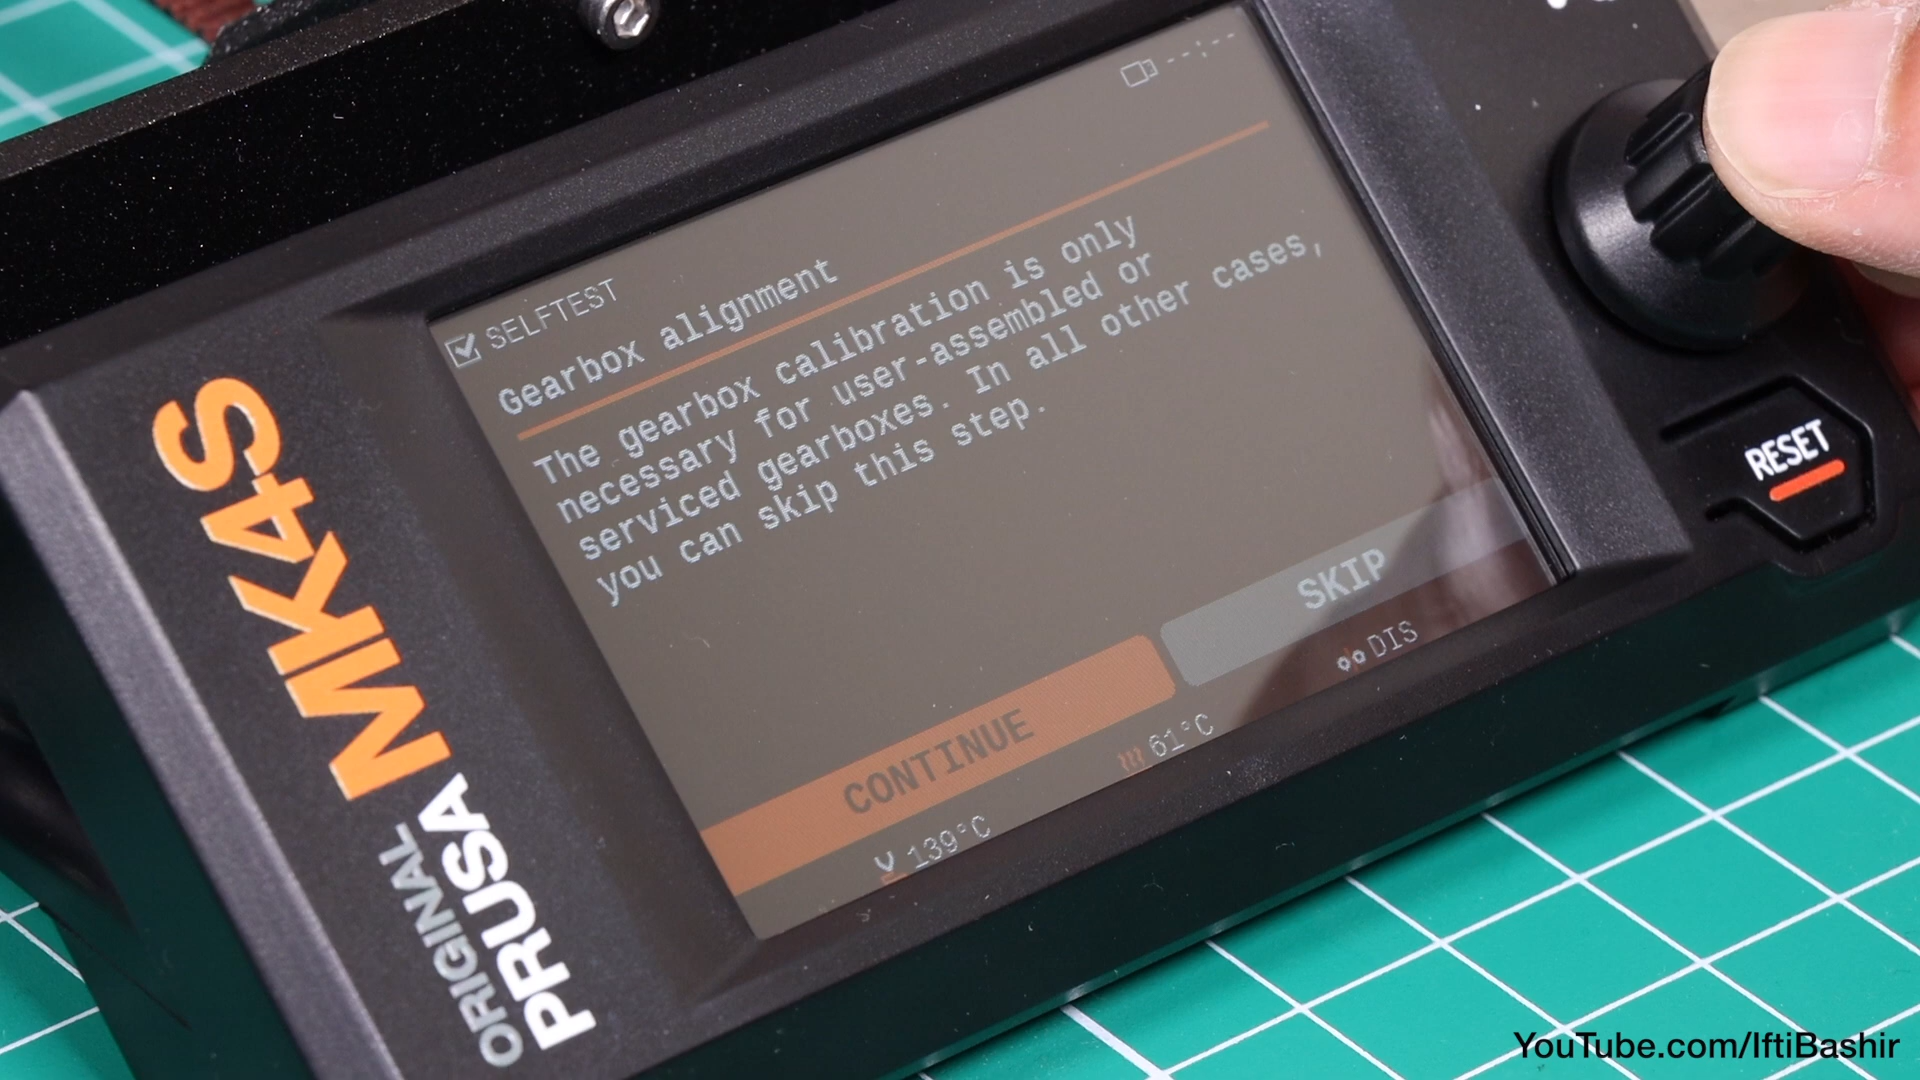 SELFTEST
--:--
Gearbox alignment
The gearbox calibration is only
necessary for user-assembled or
serviced gearboxes. In all other cases,
you can skip this step.
CONTINUE
SKIP
139°C
61°C
DIS
ORIGINAL
PRUSA MK4S
RESET
YouTube.com/IftiBashir